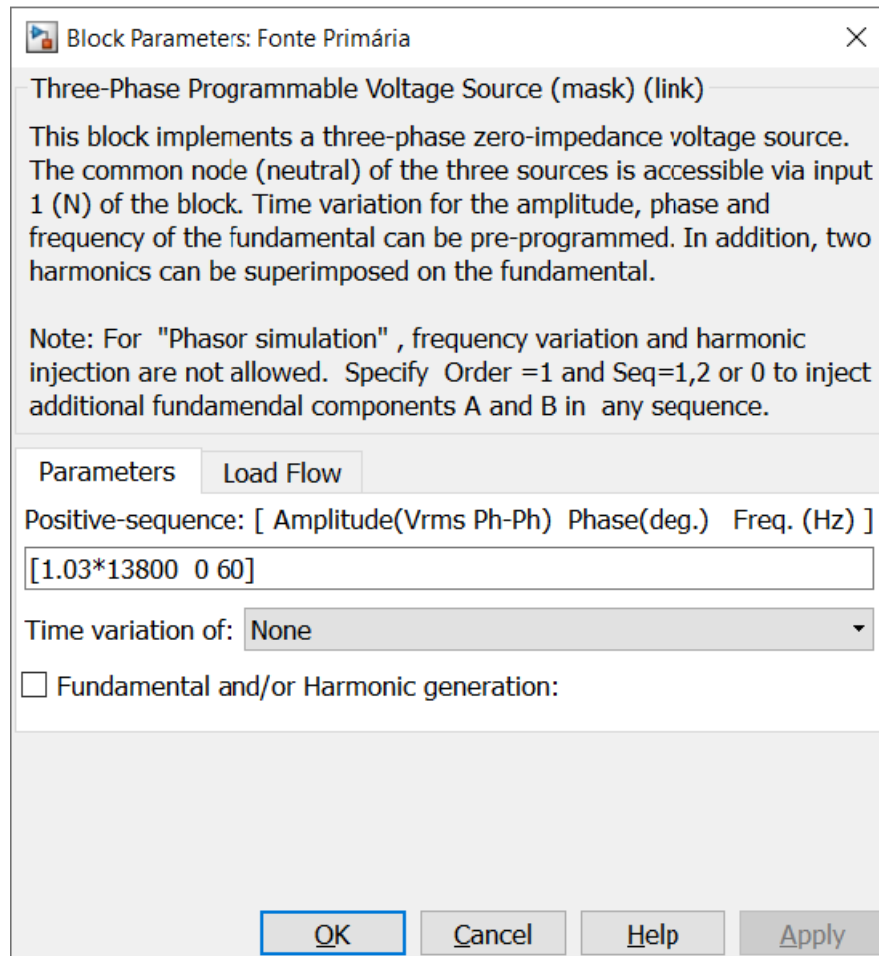 Block Parameters: Fonte Primária
Three-Phase Programmable Voltage Source (mask) (link)
This block implements a three-phase zero-impedance voltage source.
The common node (neutral) of the three sources is accessible via input
1 (N) of the block. Time variation for the amplitude, phase and
frequency of the fundamental can be pre-programmed. In addition, two
harmonics can be superimposed on the fundamental.
Note: For "Phasor simulation" , frequency variation and harmonic
injection are not allowed. Specify Order =1 and Seq=1,2 or 0 to inject
additional fundamendal components A and B in any sequence.
Parameters Load Flow
Positive-sequence: [ Amplitude(Vrms Ph-Ph) Phase(deg.) Freq. (Hz) ]
[1.03*13800 0 60]
Time variation of: None
Fundamental and/or Harmonic generation:
OK Cancel Help Apply